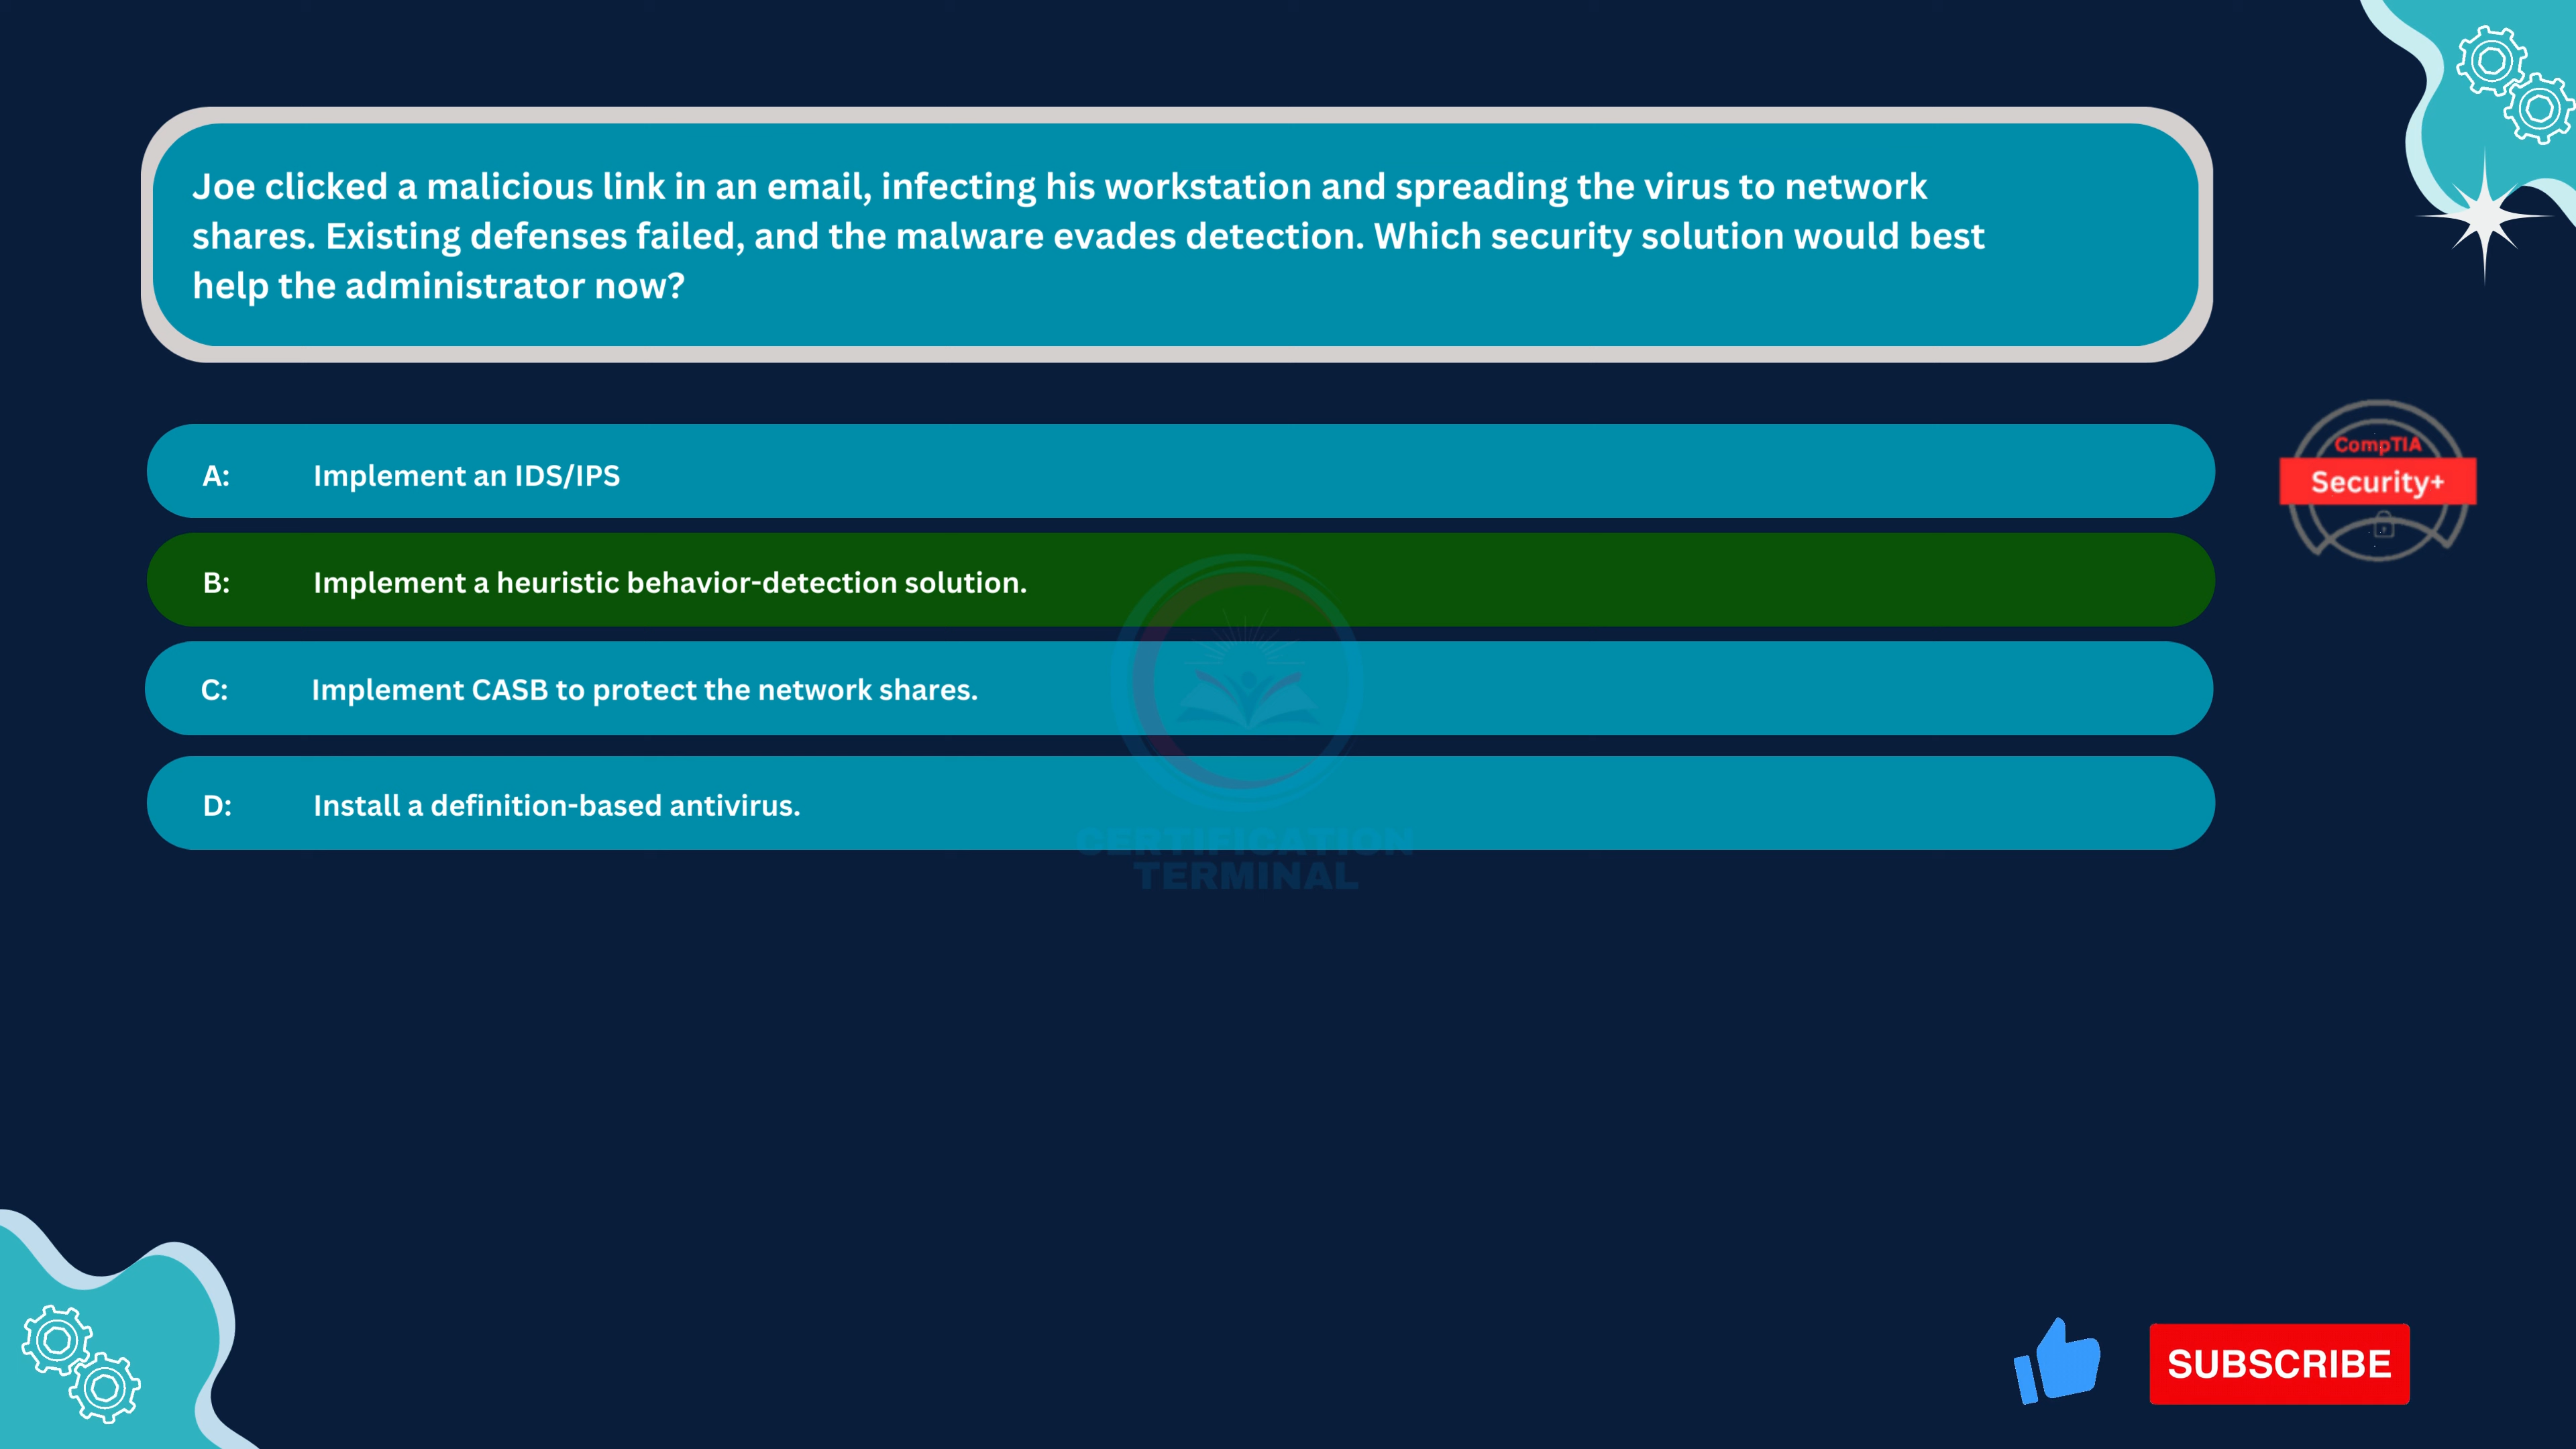 Joe clicked a malicious link in an email, infecting his workstation and spreading the virus to network
shares. Existing defenses failed, and the malware evades detection. Which security solution would best
help the administrator now?
A: Implement an IDS/IPS
CompTIA
Security+
B: Implement a heuristic behavior-detection solution.
C: Implement CASB to protect the network shares.
D: Install a definition-based antivirus.
CERTIFICATION
TERMINAL
SUBSCRIBE